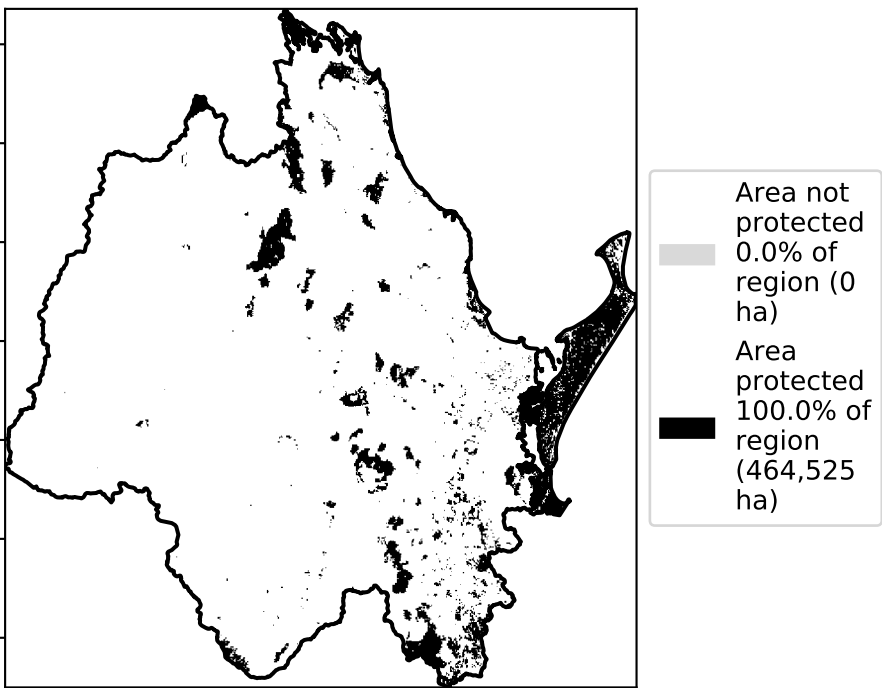 Area not
protected
0.0% of
region (0
ha)
Area
protected
100.0% of
region
(464,525
ha)